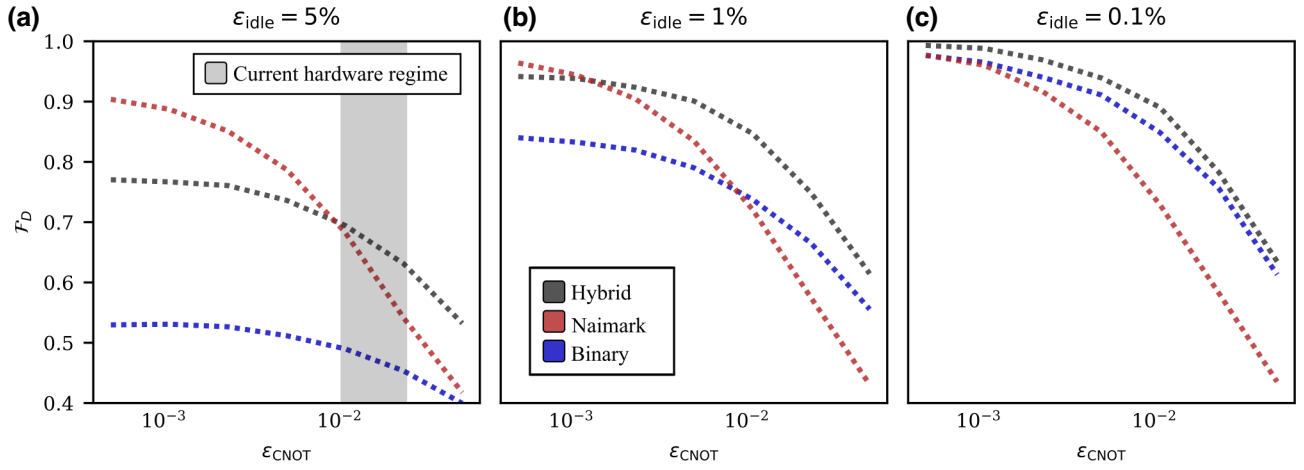 (a) ε_idle = 5%
(b) ε_idle = 1%
(c) ε_idle = 0.1%
1.0
0.9
0.8
0.7
0.6
0.5
0.4
ℱ_D
Current hardware regime
Hybrid
Naimark
Binary
10⁻³ 10⁻²
10⁻³ 10⁻²
10⁻³ 10⁻²
ε_CNOT
ε_CNOT
ε_CNOT